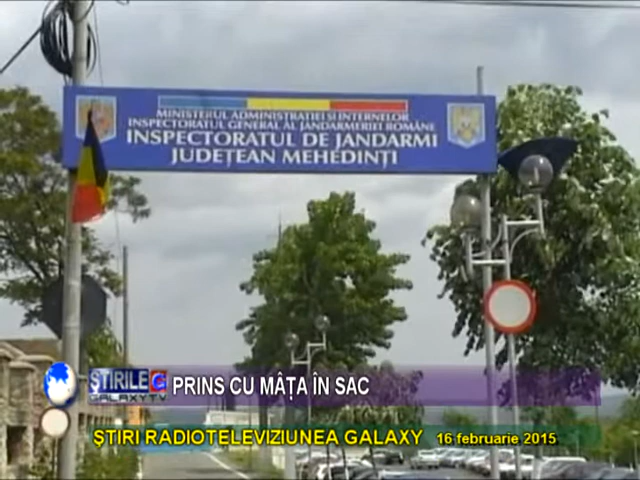 MINISTERUL ADMINISTRAȚIEI ȘI INTERNELOR
INSPECTORATUL GENERAL AL JANDARMERIEI ROMÂNE
INSPECTORATUL DE JANDARMI
JUDEȚEAN MEHEDINȚI
ȘTIRILE G
GALAXY TV
PRINS CU MÂȚA ÎN SAC
ȘTIRI RADIOTELEVIZIUNEA GALAXY 16 februarie 2015